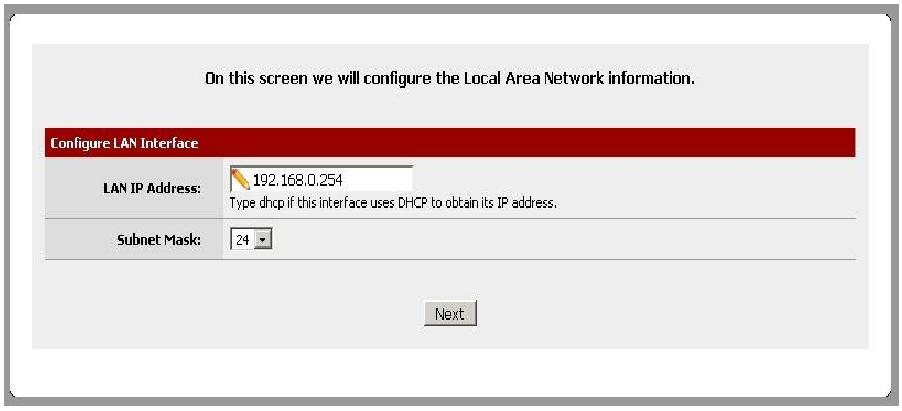 On this screen we will configure the Local Area Network information.
Configure LAN Interface
LAN IP Address:
192.168.0.254
Type dhcp if this interface uses DHCP to obtain its IP address.
Subnet Mask:
24
Next